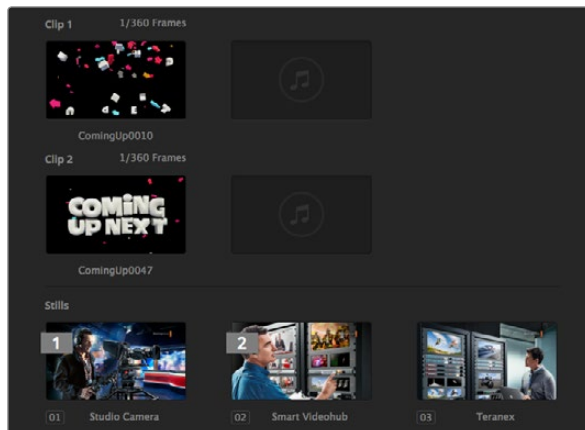 Clip 1 1/360 Frames
ComingUp0010
Clip 2 1/360 Frames
COMiNG
UP NEXT
ComingUp0047
Stills
1 2
01 Studio Camera 02 Smart Videohub 03 Teranex